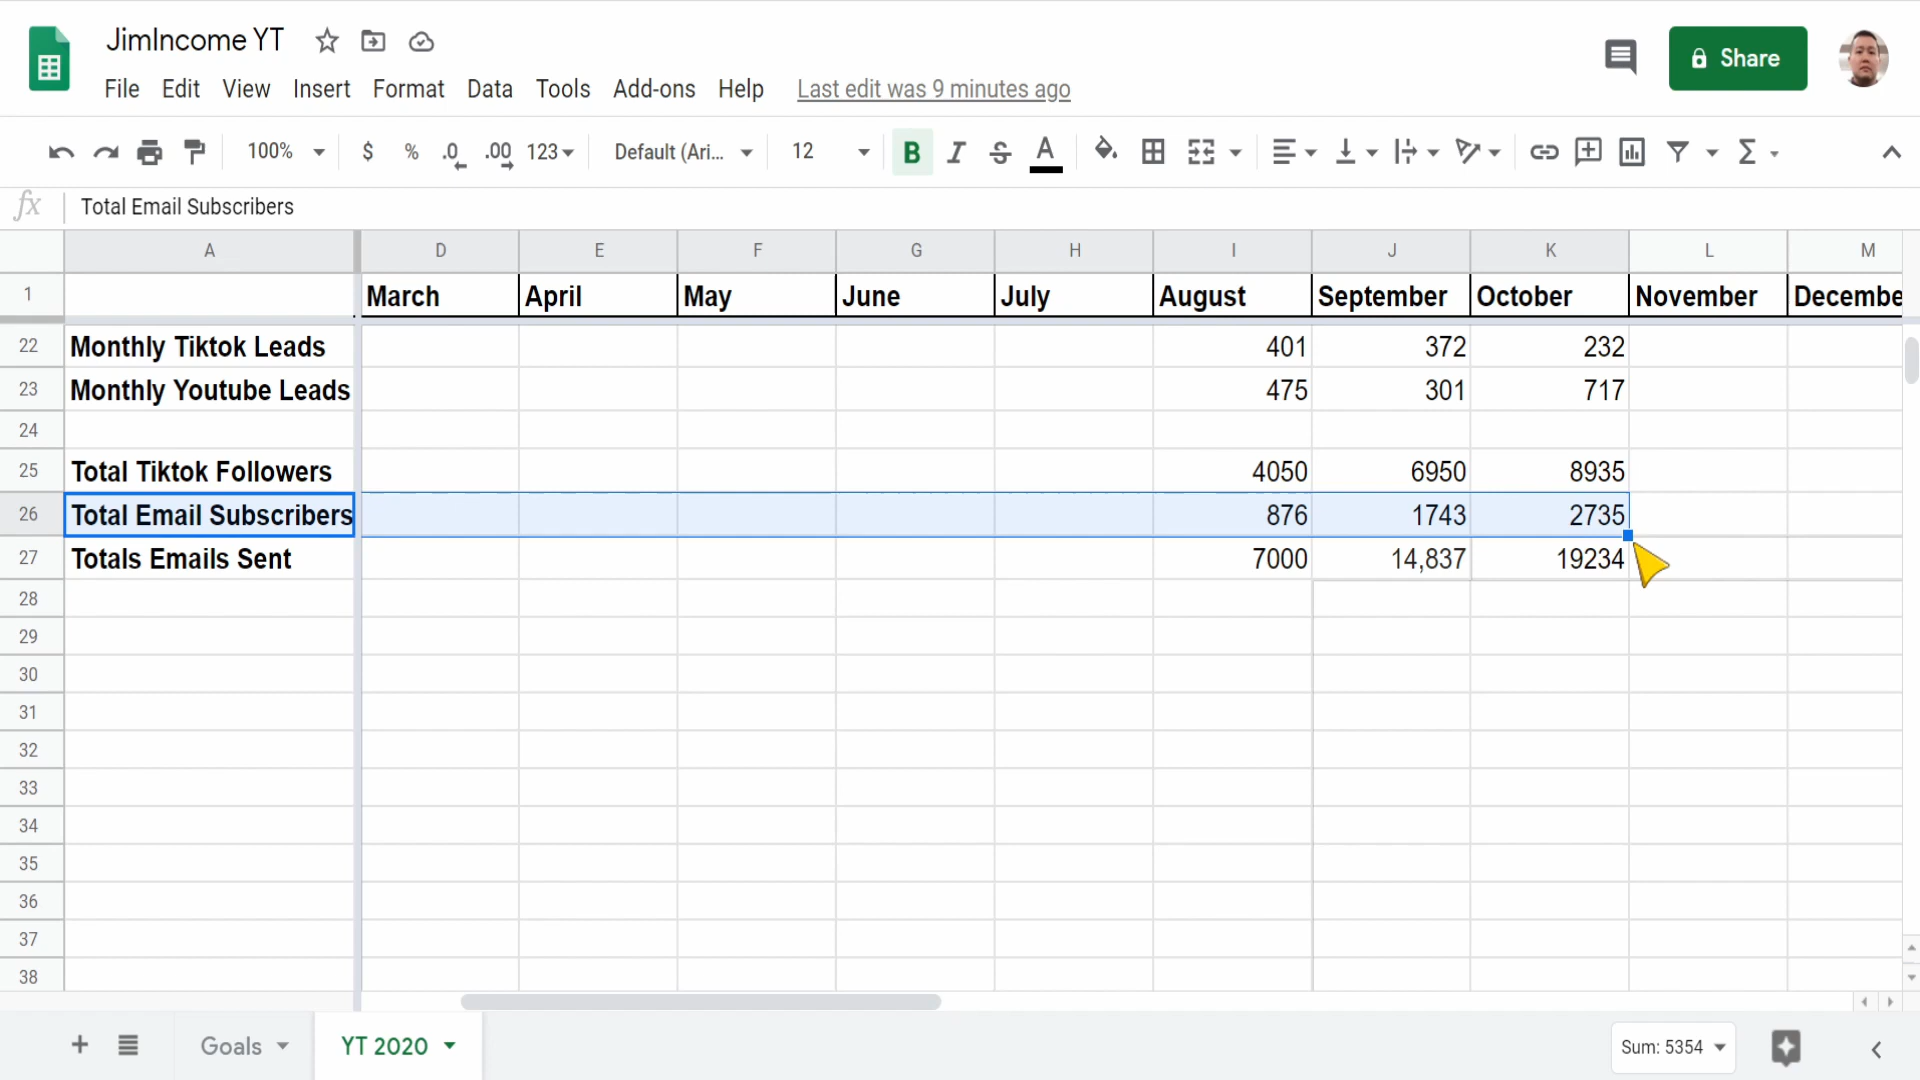 JimIncome YT
File Edit View Insert Format Data Tools Add-ons Help Last edit was 9 minutes ago
Share
100% $ % .0 .00 123 Default (Ari... 12 B I S A
fx Total Email Subscribers
A D E F G H I J K L M
1 March April May June July August September October November Decembe
22 Monthly Tiktok Leads 401 372 232
23 Monthly Youtube Leads 475 301 717
24
25 Total Tiktok Followers 4050 6950 8935
26 Total Email Subscribers 876 1743 2735
27 Totals Emails Sent 7000 14,837 19234
28
29
30
31
32
33
34
35
36
37
38
Goals YT 2020 Sum: 5354